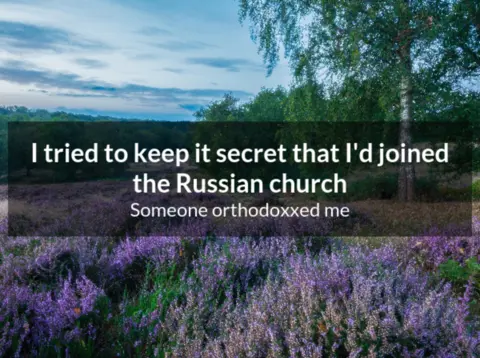 I tried to keep it secret that I'd joined
the Russian church
Someone orthodoxxed me